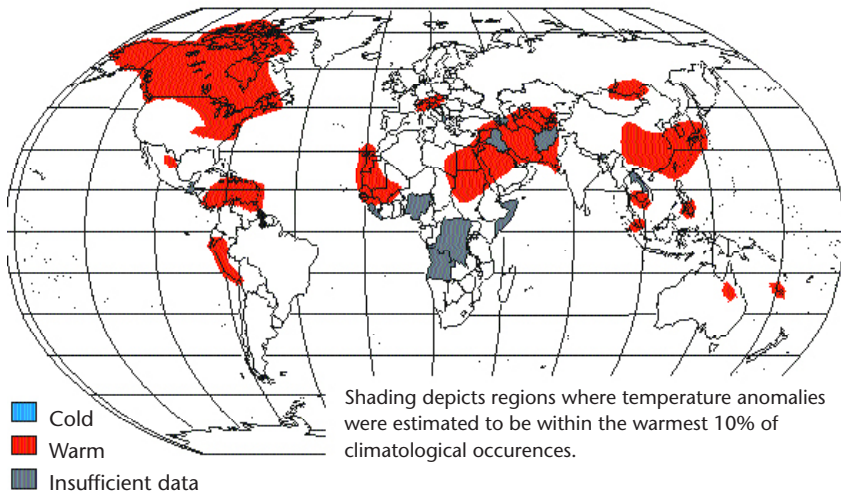 Cold
Warm
Insufficient data
Shading depicts regions where temperature anomalies
were estimated to be within the warmest 10% of
climatological occurences.